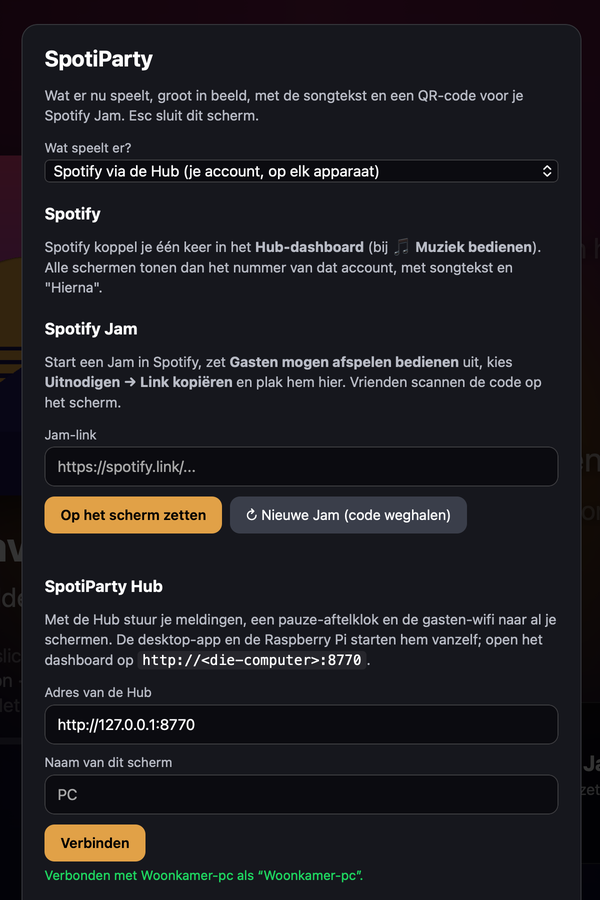 SpotiParty
Wat er nu speelt, groot in beeld, met de songtekst en een QR-code voor je
Spotify Jam. Esc sluit dit scherm.
Wat speelt er?
Spotify via de Hub (je account, op elk apparaat)
Spotify
Spotify koppel je één keer in het Hub-dashboard (bij 🎵 Muziek bedienen).
Alle schermen tonen dan het nummer van dat account, met songtekst en
"Hierna".
Spotify Jam
Start een Jam in Spotify, zet Gasten mogen afspelen bedienen uit, kies
Uitnodigen → Link kopiëren en plak hem hier. Vrienden scannen de code op
het scherm.
Jam-link
https://spotify.link/...
Op het scherm zetten
↻ Nieuwe Jam (code weghalen)
SpotiParty Hub
Met de Hub stuur je meldingen, een pauze-aftelklok en de gasten-wifi naar al je
schermen. De desktop-app en de Raspberry Pi starten hem vanzelf; open het
dashboard op http://<die-computer>:8770.
Adres van de Hub
http://127.0.0.1:8770
Naam van dit scherm
PC
Verbinden
Verbonden met Woonkamer-pc als “Woonkamer-pc”.